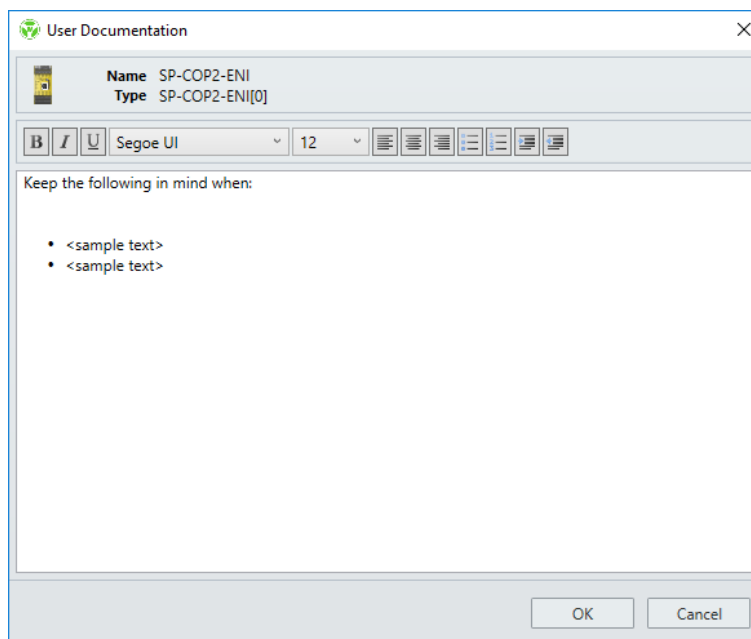 User Documentation
Name SP-COP2-ENI
Type SP-COP2-ENI[0]
B I U Segoe UI 12
Keep the following in mind when:
• <sample text>
• <sample text>
OK Cancel